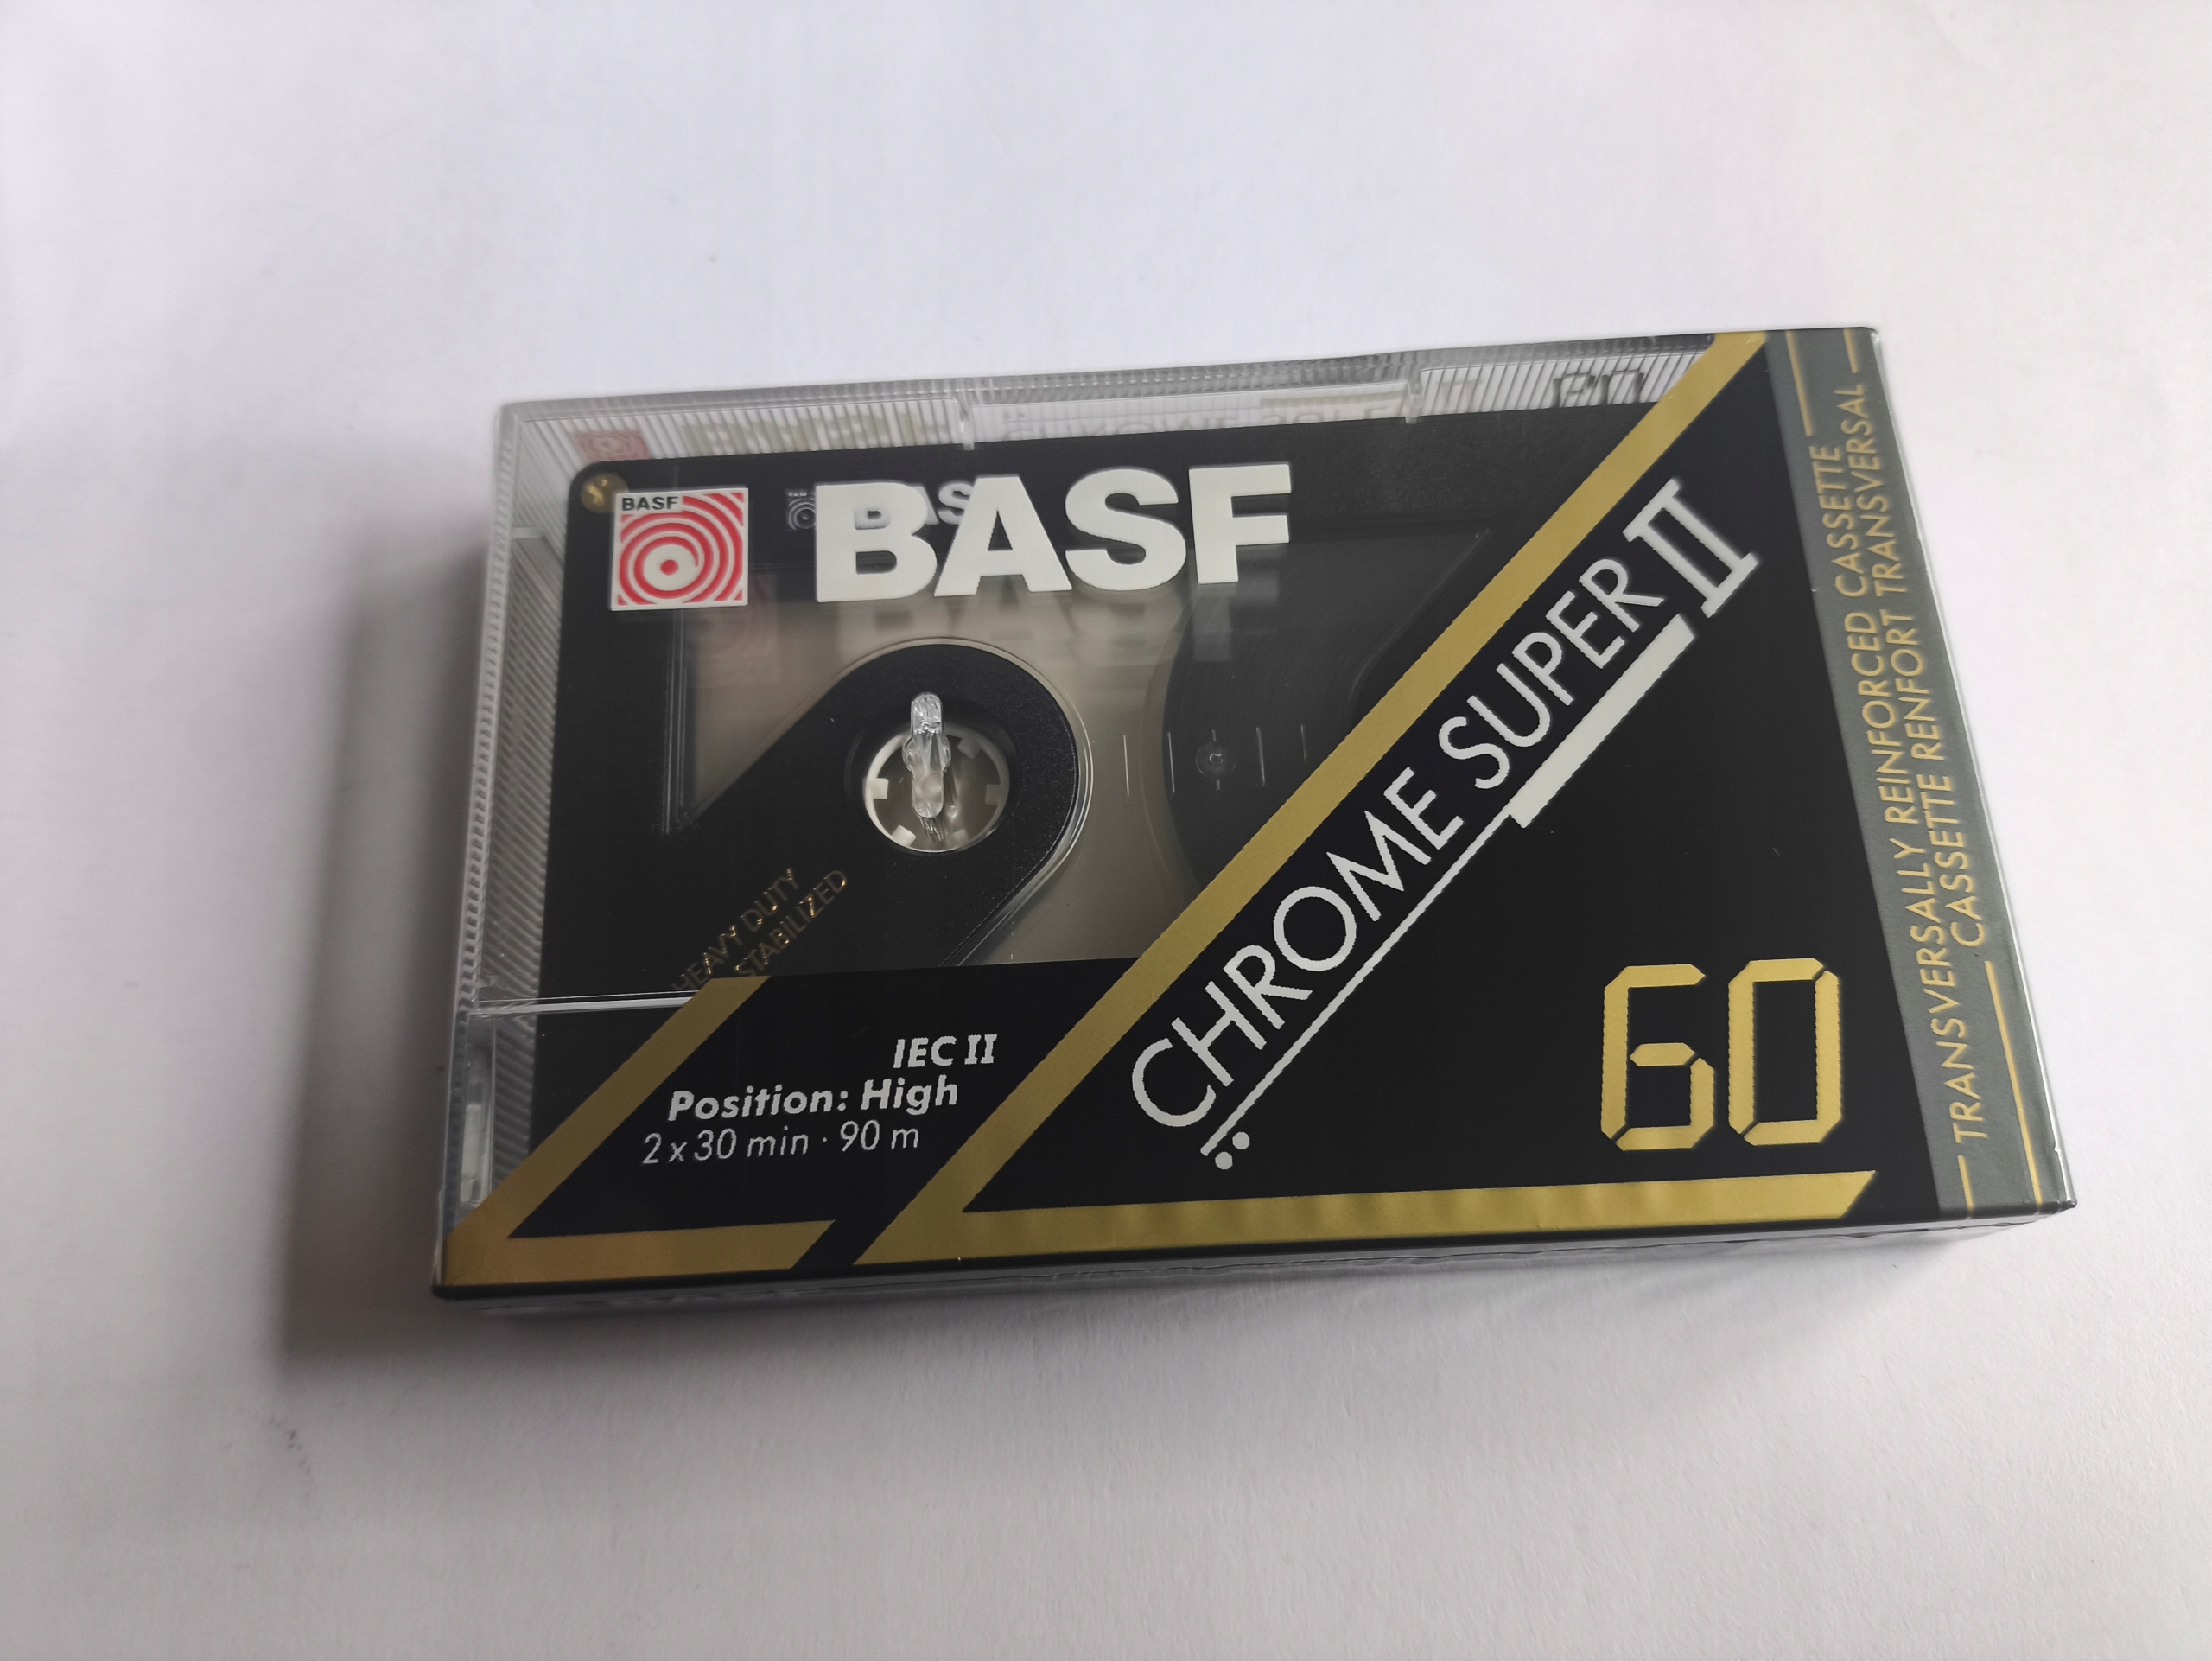 BASF
BASF
CHROME SUPER II
HEAVY DUTY
STABILIZED
IEC II
Position: High
2 x 30 min · 90 m
60
TRANSVERSALLY REINFORCED CASSETTE
CASSETTE RENFORT TRANSVERSAL